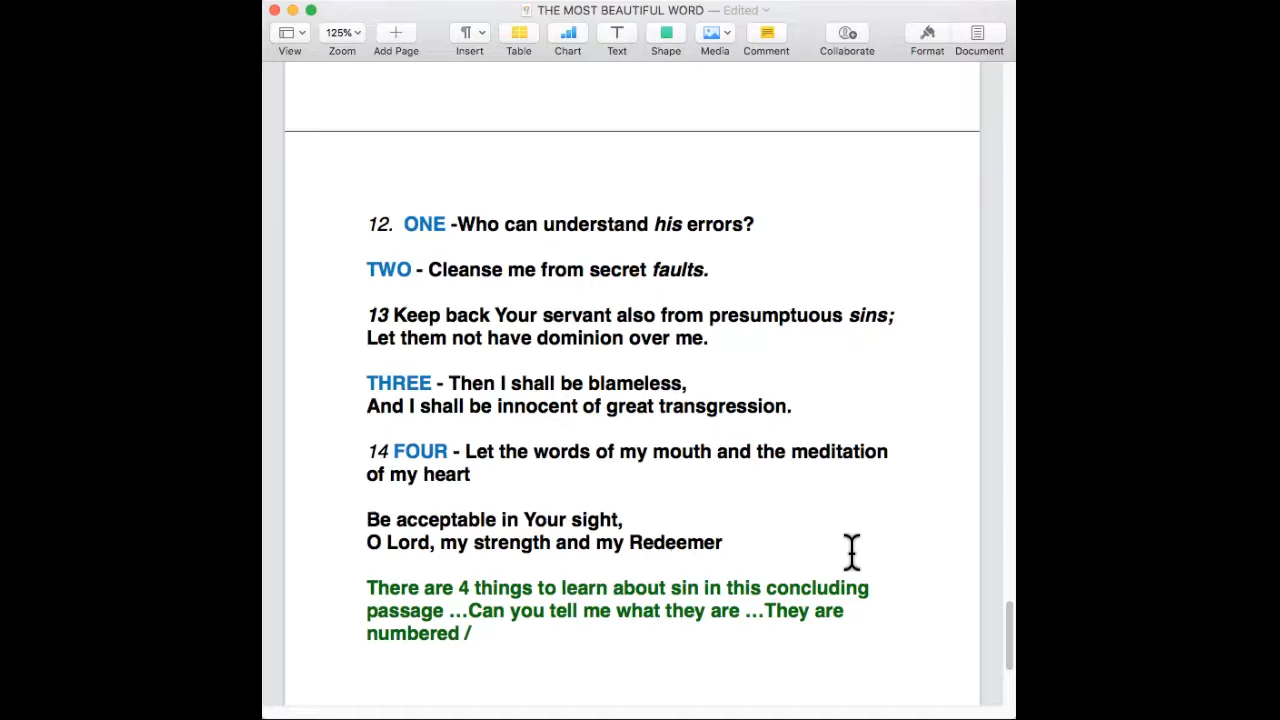 THE MOST BEAUTIFUL WORD — Edited
125%
View Zoom Add Page Insert Table Chart Text Shape Media Comment Collaborate Format Document
12. ONE -Who can understand his errors?
TWO - Cleanse me from secret faults.
13 Keep back Your servant also from presumptuous sins;
Let them not have dominion over me.
THREE - Then I shall be blameless,
And I shall be innocent of great transgression.
14 FOUR - Let the words of my mouth and the meditation
of my heart
Be acceptable in Your sight,
O Lord, my strength and my Redeemer
There are 4 things to learn about sin in this concluding
passage …Can you tell me what they are …They are
numbered /